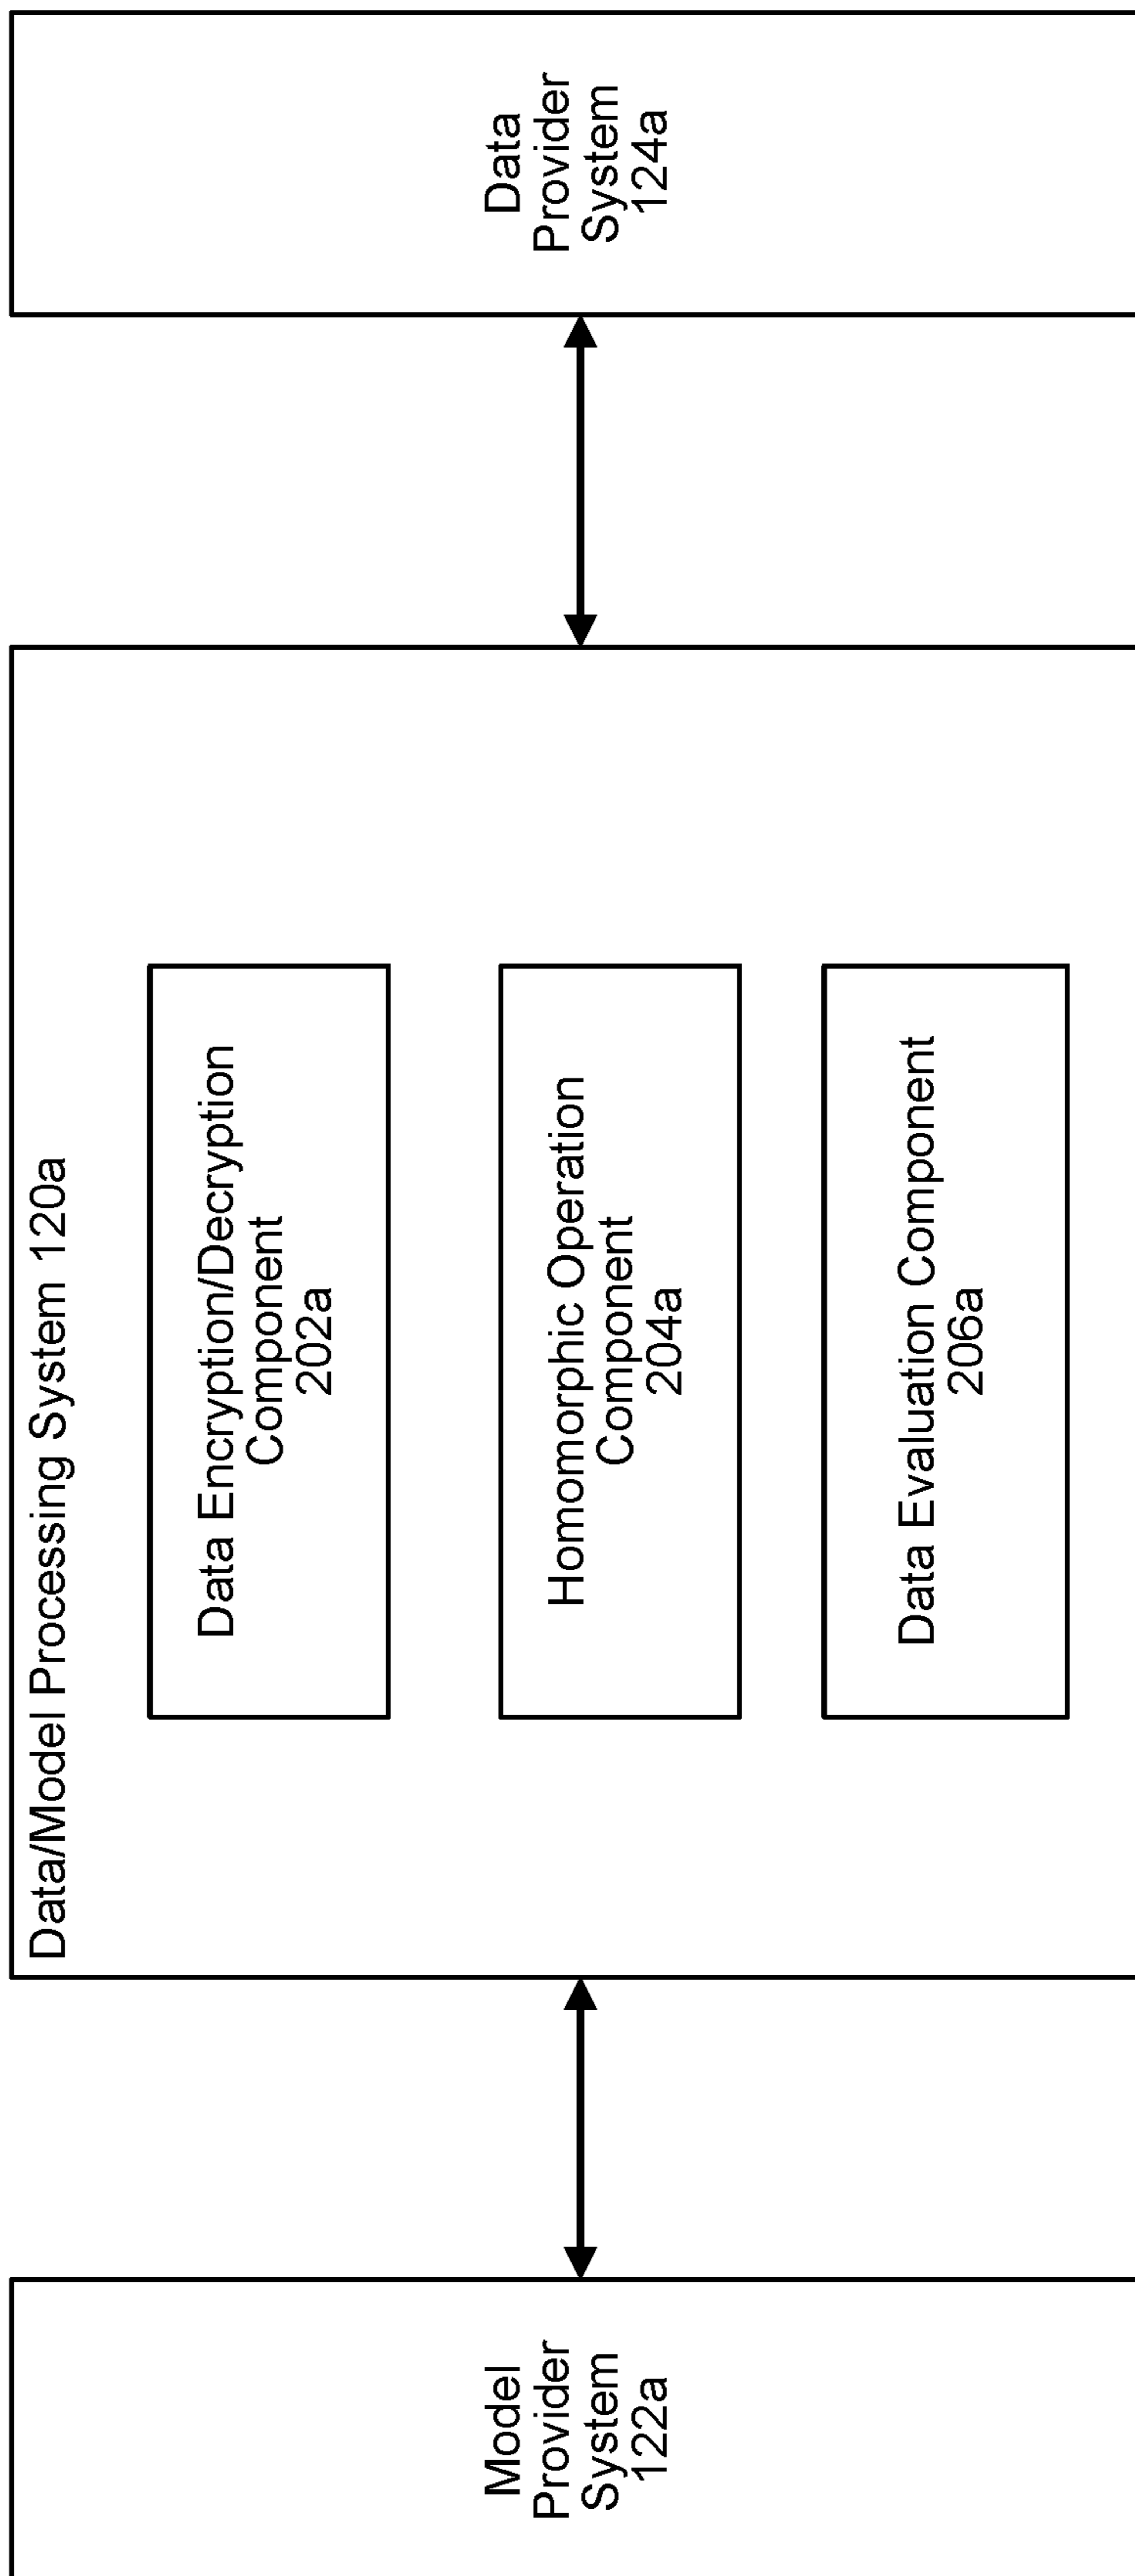 Model
Provider
System
122a
Data/Model Processing System 120a
Data Encryption/Decryption
Component
202a
Homomorphic Operation
Component
204a
Data Evaluation Component
206a
Data
Provider
System
124a